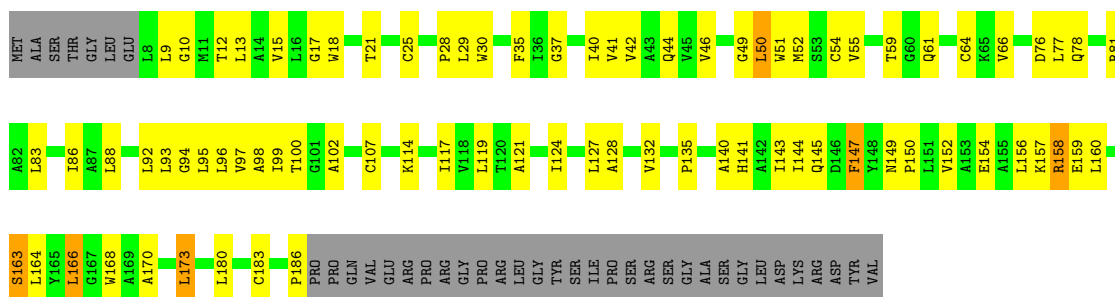 MET ALA SER THR GLY LEU GLU L8 L9 G10 M11 T12 L13 A14 V15 L16 G17 W18 T21 C25 P28 L29 W30 F35 I36 G37 I40 V41 V42 A43 Q44 V45 V46 G49 L50 W51 M52 S53 C54 V55 T59 G60 Q61 C64 K65 V66 D76 L77 Q78 R81
A82 L83 I86 A87 L88 L92 L93 G94 L95 L96 V97 A98 I99 T100 G101 A102 C107 K114 I117 V118 L119 T120 A121 I124 L127 A128 V132 P135 A140 H141 A142 I143 I144 Q145 D146 F147 Y148 N149 P150 L151 V152 A153 E154 A155 L156 K157 R158 E159 L160
S163 L164 Y165 L166 G167 W168 A169 A170 L173 L180 C183 P186 PRO PRO GLN VAL GLU ARG PRO ARG GLY PRO ARG LEU GLY TYR SER ILE PRO SER ARG SER GLY ALA SER GLY LEU ASP LYS ARG ASP TYR VAL